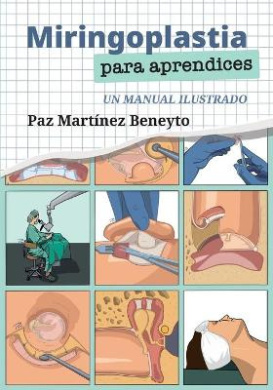 Miringoplastia
para aprendices
UN MANUAL ILUSTRADO
Paz Martínez Beneyto